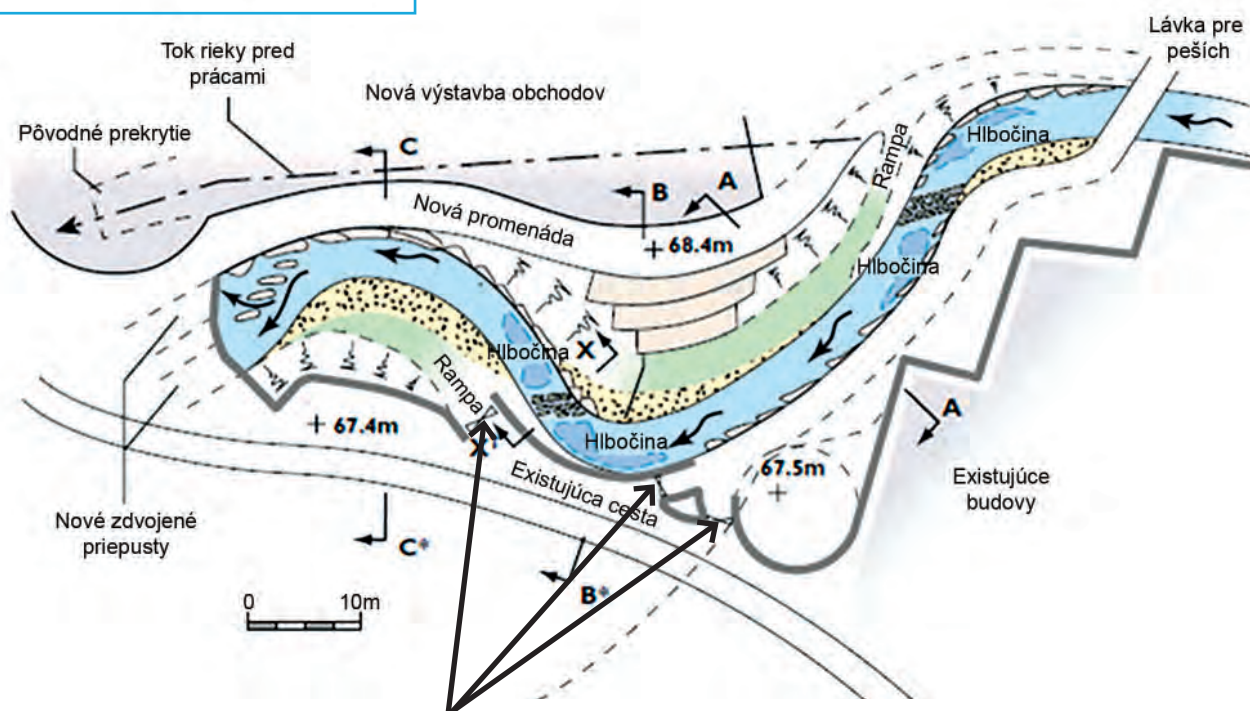 Lávka pre
peších
Tok rieky pred
prácami
Nová výstavba obchodov
Pôvodné prekrytie
C
B
A
Rampa
Hlbočina
Nová promenáda
68.4m
Hlbočina
Hlbočina
X
Rampa
A
67.4m
X'
Hlbočina
67.5m
Existujúca cesta
Existujúce
budovy
Nové zdvojené
priepusty
C*
B*
0 10m